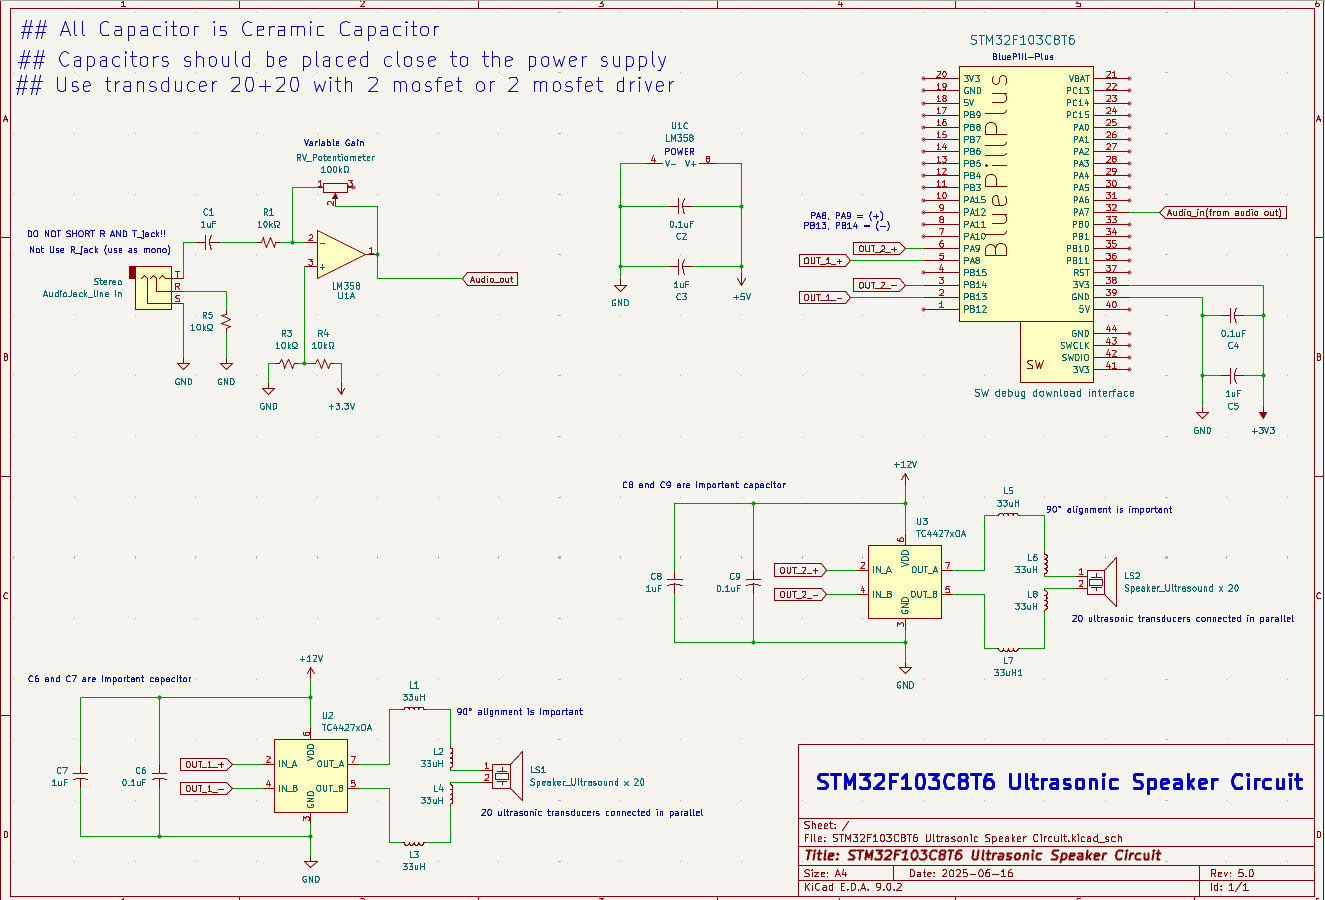 1 2 3 4 5 6
## All Capacitor is Ceramic Capacitor
## Capacitors should be placed close to the power supply
## Use transducer 20+20 with 2 mosfet or 2 mosfet driver
A
Variable Gain
RV_Potentiometer
100kΩ
1 3
2
C1
1uF
R1
10kΩ
DO NOT SHORT R AND T_jack!!
Not Use R_jack (use as mono)
Stereo
AudioJack_line in
T
R
S
R5
10kΩ
GND
GND
2
3
1
LM358
U1A
Audio_out
R3
10kΩ
R4
10kΩ
GND
+3.3V
U1C
LM358
POWER
4 V- V+ 8
0.1uF
C2
1uF
C3
GND
+5V
STM32F103C8T6
BluePill-Plus
BluePill Plus
20 3V3 VBAT 21
19 GND PC13 22
18 5V PC14 23
17 PB9 PC15 24
16 PB8 PA0 25
15 PB7 PA1 26
14 PB6 PA2 27
13 PB5 PA3 28
12 PB4 PA4 29
11 PB3 PA5 30
10 PA15 PA6 31
9 PA12 PA7 32
8 PA11 PB0 33
7 PA10 PB1 34
6 PA9 PB10 35
5 PA8 PB11 36
4 PB15 RST 37
3 PB14 3V3 38
2 PB13 GND 39
1 PB12 5V 40
GND 44
SWCLK 43
SWDIO 42
3V3 41
SW
SW debug download interface
PA8, PA9 = (+)
PB13, PB14 = (-)
OUT_2_+
OUT_1_+
OUT_2_-
OUT_1_-
Audio_in(from audio out)
0.1uF
C4
1uF
C5
GND
+3V3
A
B
B
C8 and C9 are important capacitor
+12V
C8
1uF
C9
0.1uF
OUT_2_+
OUT_2_-
U3
TC4427xOA
6
VDD
2 IN_A OUT_A 7
4 IN_B OUT_B 5
GND
3
GND
L5
33uH
90° alignment is important
L6
33uH
L8
33uH
L7
33uH1
1
2
LS2
Speaker_Ultrasound x 20
20 ultrasonic transducers connected in parallel
C
C
C6 and C7 are important capacitor
+12V
C7
1uF
C6
0.1uF
OUT_1_+
OUT_1_-
U2
TC4427xOA
6
VDD
2 IN_A OUT_A 7
4 IN_B OUT_B 5
GND
3
GND
L1
33uH
90° alignment is important
L2
33uH
L4
33uH
L3
33uH
1
2
LS1
Speaker_Ultrasound x 20
20 ultrasonic transducers connected in parallel
D
D
STM32F103C8T6 Ultrasonic Speaker Circuit
Sheet: /
File: STM32F103C8T6 Ultrasonic Speaker Circuit.kicad_sch
Title: STM32F103C8T6 Ultrasonic Speaker Circuit
Size: A4 Date: 2025-06-16 Rev: 5.0
KiCad E.D.A. 9.0.2 Id: 1/1